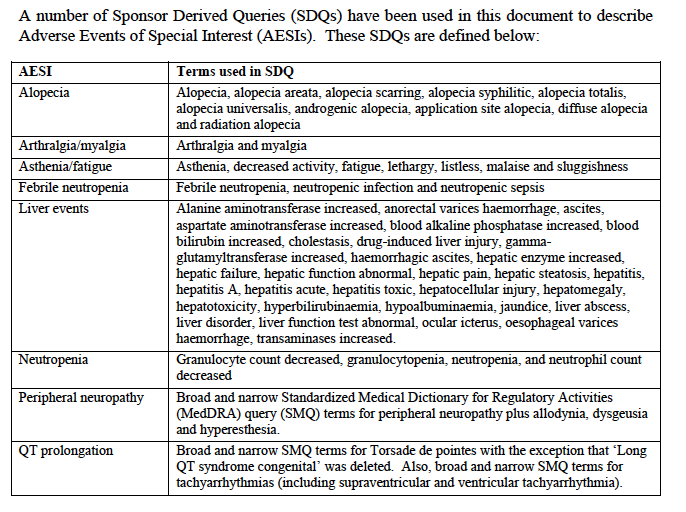 A number of Sponsor Derived Queries (SDQs) have been used in this document to describe
Adverse Events of Special Interest (AESIs). These SDQs are defined below:
AESI Terms used in SDQ
Alopecia Alopecia, alopecia areata, alopecia scarring, alopecia syphilitic, alopecia totalis,
alopecia universalis, androgenic alopecia, application site alopecia, diffuse alopecia
and radiation alopecia
Arthralgia/myalgia Arthralgia and myalgia
Asthenia/fatigue Asthenia, decreased activity, fatigue, lethargy, listless, malaise and sluggishness
Febrile neutropenia Febrile neutropenia, neutropenic infection and neutropenic sepsis
Liver events Alanine aminotransferase increased, anorectal varices haemorrhage, ascites,
aspartate aminotransferase increased, blood alkaline phosphatase increased, blood
bilirubin increased, cholestasis, drug-induced liver injury, gamma-
glutamyltransferase increased, haemorrhagic ascites, hepatic enzyme increased,
hepatic failure, hepatic function abnormal, hepatic pain, hepatic steatosis, hepatitis,
hepatitis A, hepatitis acute, hepatitis toxic, hepatocellular injury, hepatomegaly,
hepatotoxicity, hyperbilirubinaemia, hypoalbuminaemia, jaundice, liver abscess,
liver disorder, liver function test abnormal, ocular icterus, oesophageal varices
haemorrhage, transaminases increased.
Neutropenia Granulocyte count decreased, granulocytopenia, neutropenia, and neutrophil count
decreased
Peripheral neuropathy Broad and narrow Standardized Medical Dictionary for Regulatory Activities
(MedDRA) query (SMQ) terms for peripheral neuropathy plus allodynia, dysgeusia
and hyperesthesia.
QT prolongation Broad and narrow SMQ terms for Torsade de pointes with the exception that ‘Long
QT syndrome congenital’ was deleted. Also, broad and narrow SMQ terms for
tachyarrhythmias (including supraventricular and ventricular tachyarrhythmia).